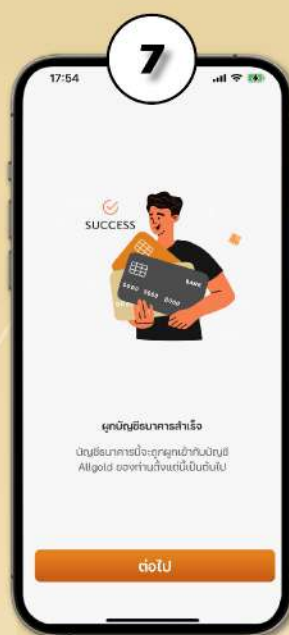 7
17:54
SUCCESS
BANK
ผูกบัญชีธนาคารสำเร็จ
บัญชีธนาคารนี้จะถูกผูกเข้ากับบัญชี
Allgold ของท่านตั้งแต่นี้เป็นต้นไป
ต่อไป